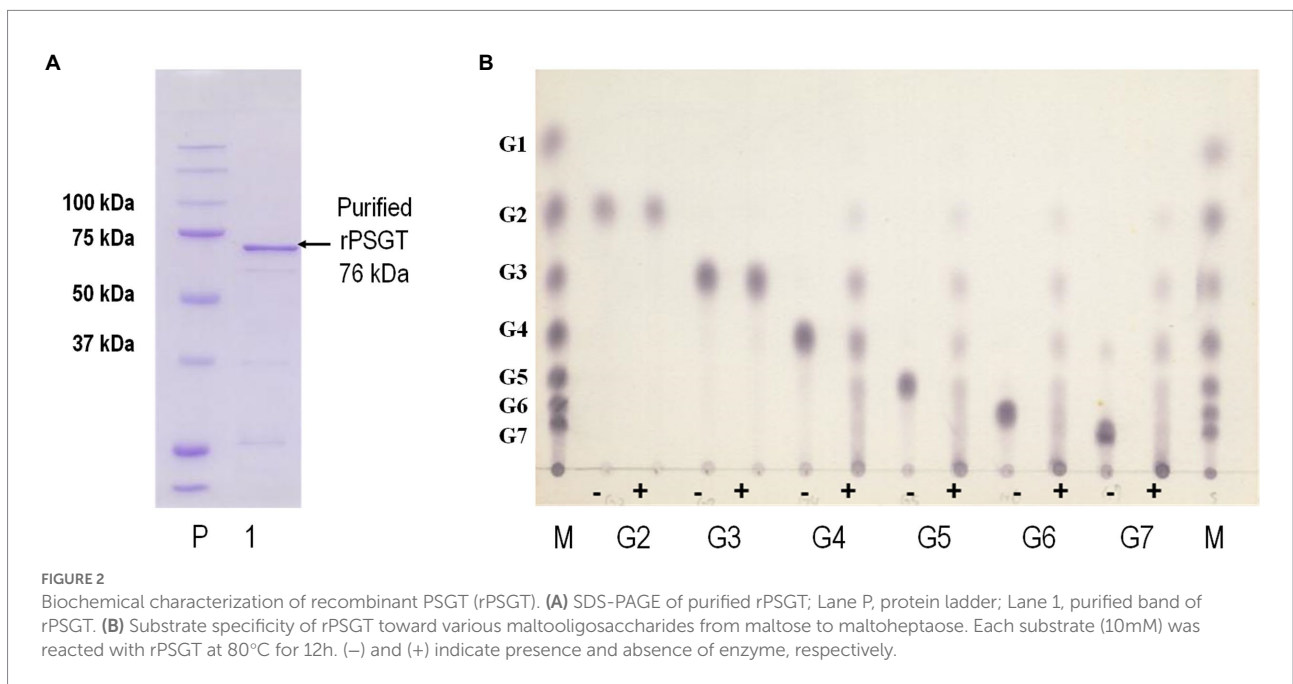 A
100 kDa
75 kDa
50 kDa
37 kDa
Purified
rPSGT
76 kDa
P 1
B
G1
G2
G3
G4
G5
G6
G7
- + - + - + - + - + - +
M G2 G3 G4 G5 G6 G7 M
FIGURE 2
Biochemical characterization of recombinant PSGT (rPSGT). (A) SDS-PAGE of purified rPSGT; Lane P, protein ladder; Lane 1, purified band of
rPSGT. (B) Substrate specificity of rPSGT toward various maltooligosaccharides from maltose to maltoheptaose. Each substrate (10mM) was
reacted with rPSGT at 80°C for 12h. (−) and (+) indicate presence and absence of enzyme, respectively.